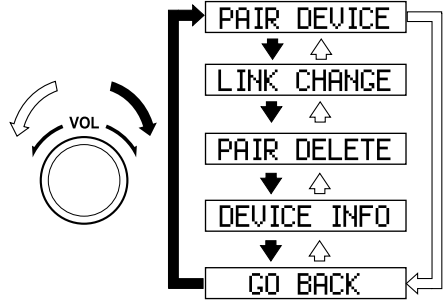 PAIR DEVICE
LINK CHANGE
VOL
PAIR DELETE
DEVICE INFO
GO BACK